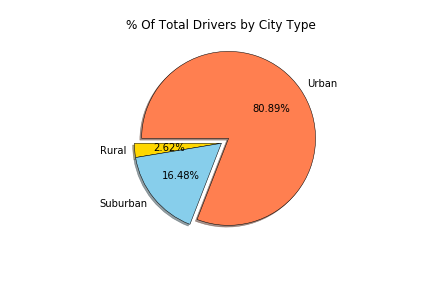 % Of Total Drivers by City Type
Urban
80.89%
Rural
2.62%
16.48%
Suburban